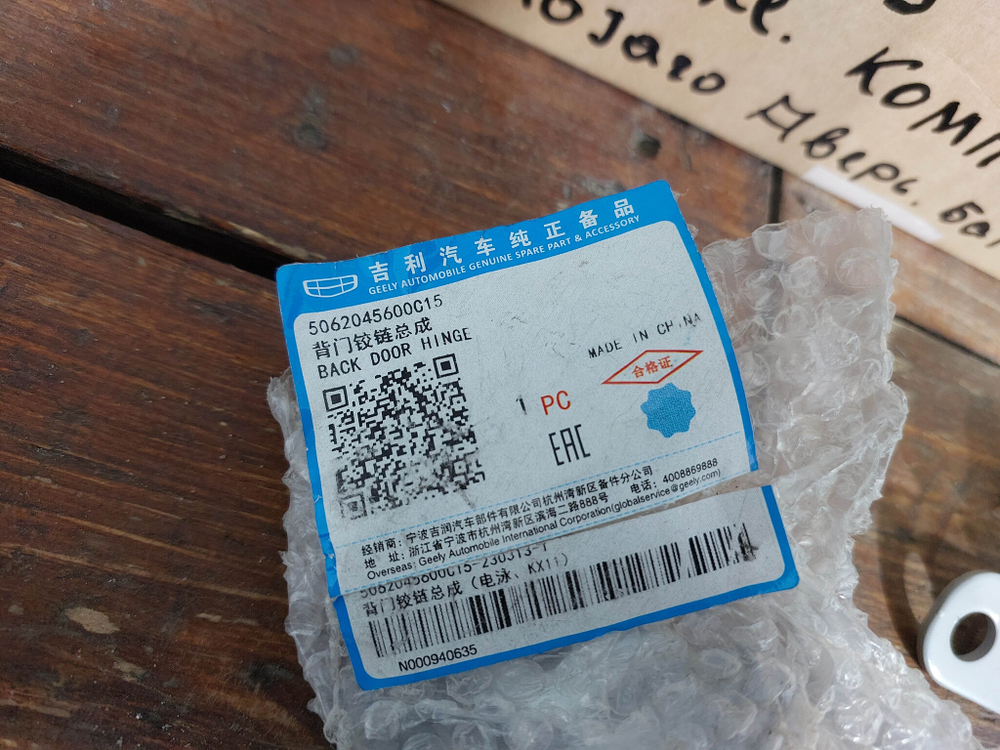 Дверь. баг
吉利汽车纯正备品
GEELY AUTOMOBILE GENUINE SPARE PART & ACCESSORY
5062045600C15
背门铰链总成
BACK DOOR HINGE
MADE IN CHINA
合格证
1 PC
EAC
经销商：宁波吉润汽车部件有限公司杭州湾新区备件分公司
地 址：浙江省宁波市杭州湾新区滨海二路888号 电话：4008869888
Overseas: Geely Automobile International Corporation(globalservice@geely.com)
5062045600C15-230313-1
背门铰链总成（电泳、KX11）
N000940635